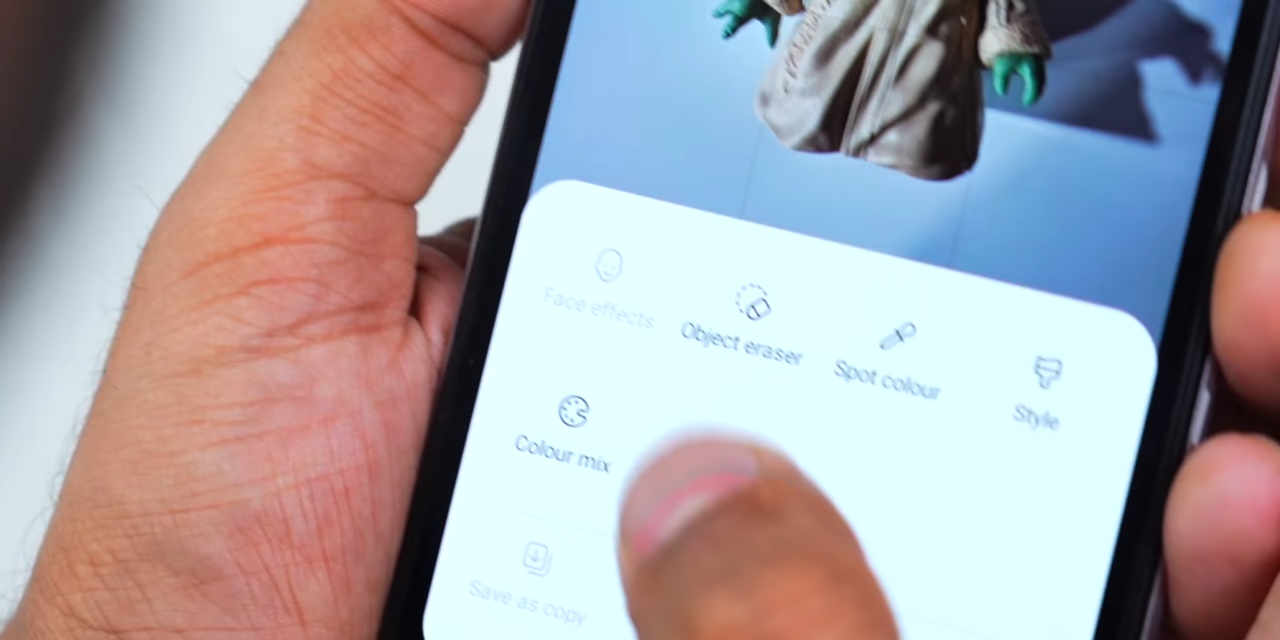 Face effects
Object eraser
Spot colour
Style
Colour mix
Save as copy